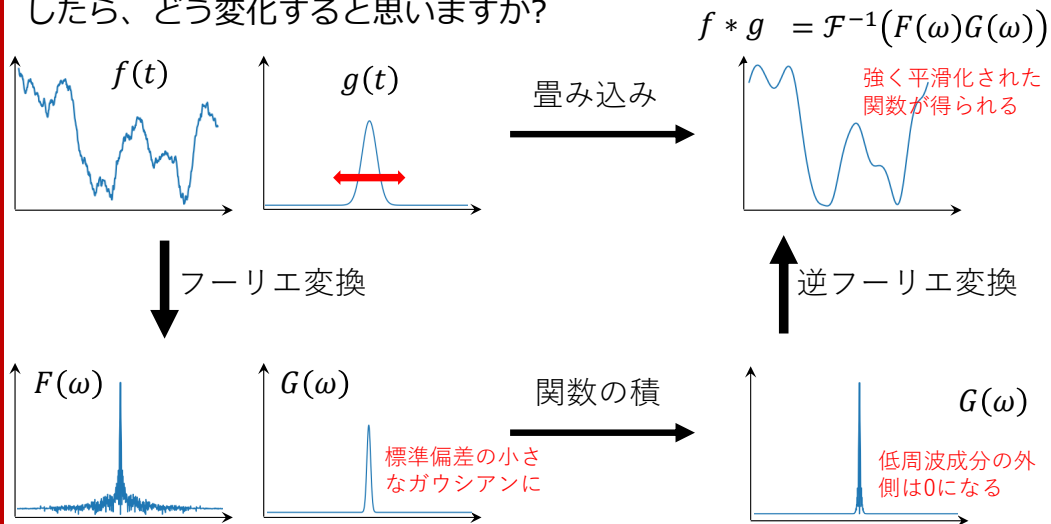 したら、どう変化すると思いますか?
f * g = ℱ⁻¹(F(ω)G(ω))
f(t)
g(t)
畳み込み
強く平滑化された
関数が得られる
フーリエ変換
逆フーリエ変換
F(ω)
G(ω)
関数の積
G(ω)
標準偏差の小さ
なガウシアンに
低周波成分の外
側は0になる